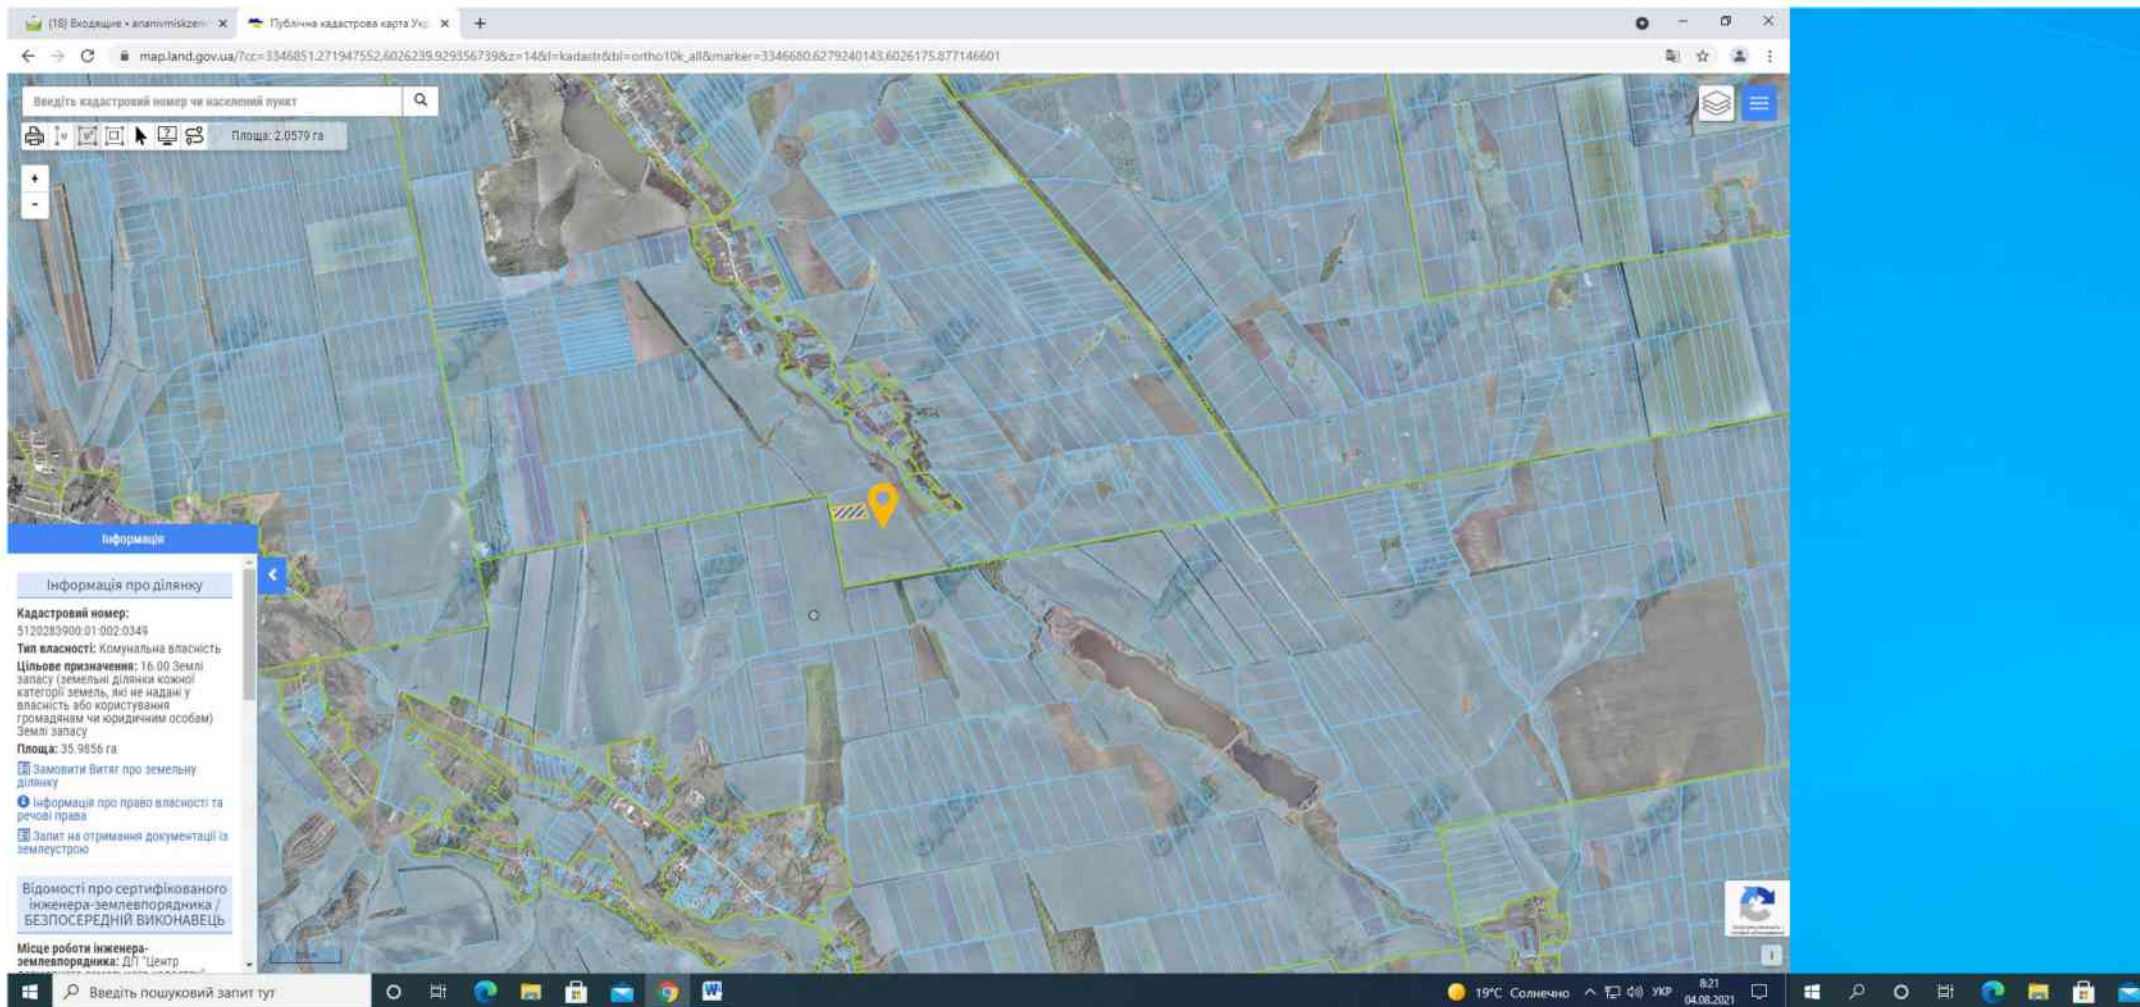 (18) Входящие • ananivmiskzem
Публічна кадастрова карта Укр
map.land.gov.ua/?cc=3346851.271947552,6026239.929356739&z=14&l=kadastr&bl=ortho10k_all&marker=3346680.6279240143,6026175.877146601
Введіть кадастровий номер чи населений пункт
Площа: 2.0579 га
+
-
Інформація
Інформація про ділянку
Кадастровий номер:
5120283900:01:002:0349
Тип власності: Комунальна власність
Цільове призначення: 16.00 Землі
запасу (земельні ділянки кожної
категорії земель, які не надані у
власність або користування
громадянам чи юридичним особам)
Землі запасу
Площа: 35.9856 га
Замовити Витяг про земельну
ділянку
Інформація про право власності та
речові права
Запит на отримання документації із
землеустрою
Відомості про сертифікованого
інженера-землевпорядника /
БЕЗПОСЕРЕДНІЙ ВИКОНАВЕЦЬ
Місце роботи інженера-
землевпорядника: ДП "Центр
Введіть пошуковий запит тут
19°C Солнечно
УКР
8:21
04.08.2021